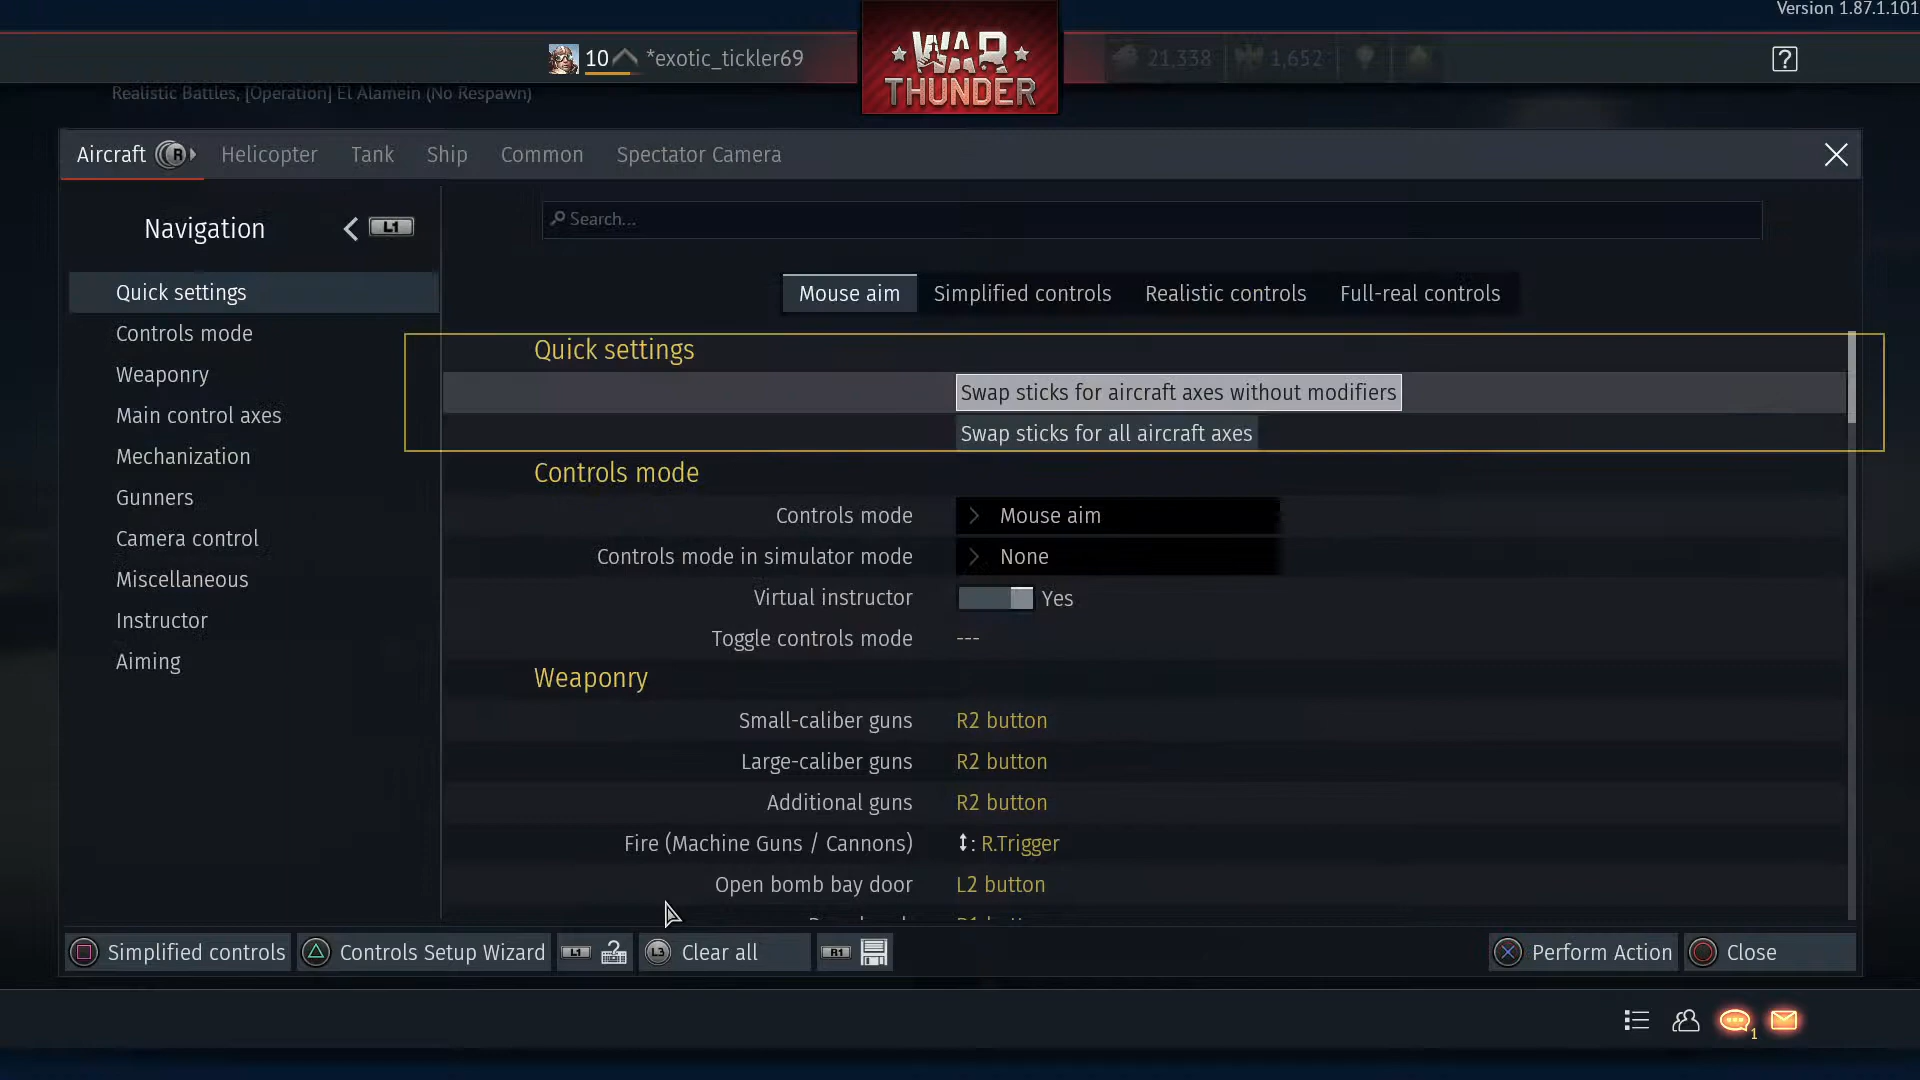 Version 1.87.1.101
10 *exotic_tickler69
WAR THUNDER
21,338 1,652
?
Realistic Battles, [Operation] El Alamein (No Respawn)
Aircraft R Helicopter Tank Ship Common Spectator Camera
Navigation L1
Search...
Quick settings
Controls mode
Weaponry
Main control axes
Mechanization
Gunners
Camera control
Miscellaneous
Instructor
Aiming
Mouse aim Simplified controls Realistic controls Full-real controls
Quick settings
Swap sticks for aircraft axes without modifiers
Swap sticks for all aircraft axes
Controls mode
Controls mode Mouse aim
Controls mode in simulator mode None
Virtual instructor Yes
Toggle controls mode ---
Weaponry
Small-caliber guns R2 button
Large-caliber guns R2 button
Additional guns R2 button
Fire (Machine Guns / Cannons) : R.Trigger
Open bomb bay door L2 button
Simplified controls Controls Setup Wizard L1 L3 Clear all R1 Perform Action Close
1